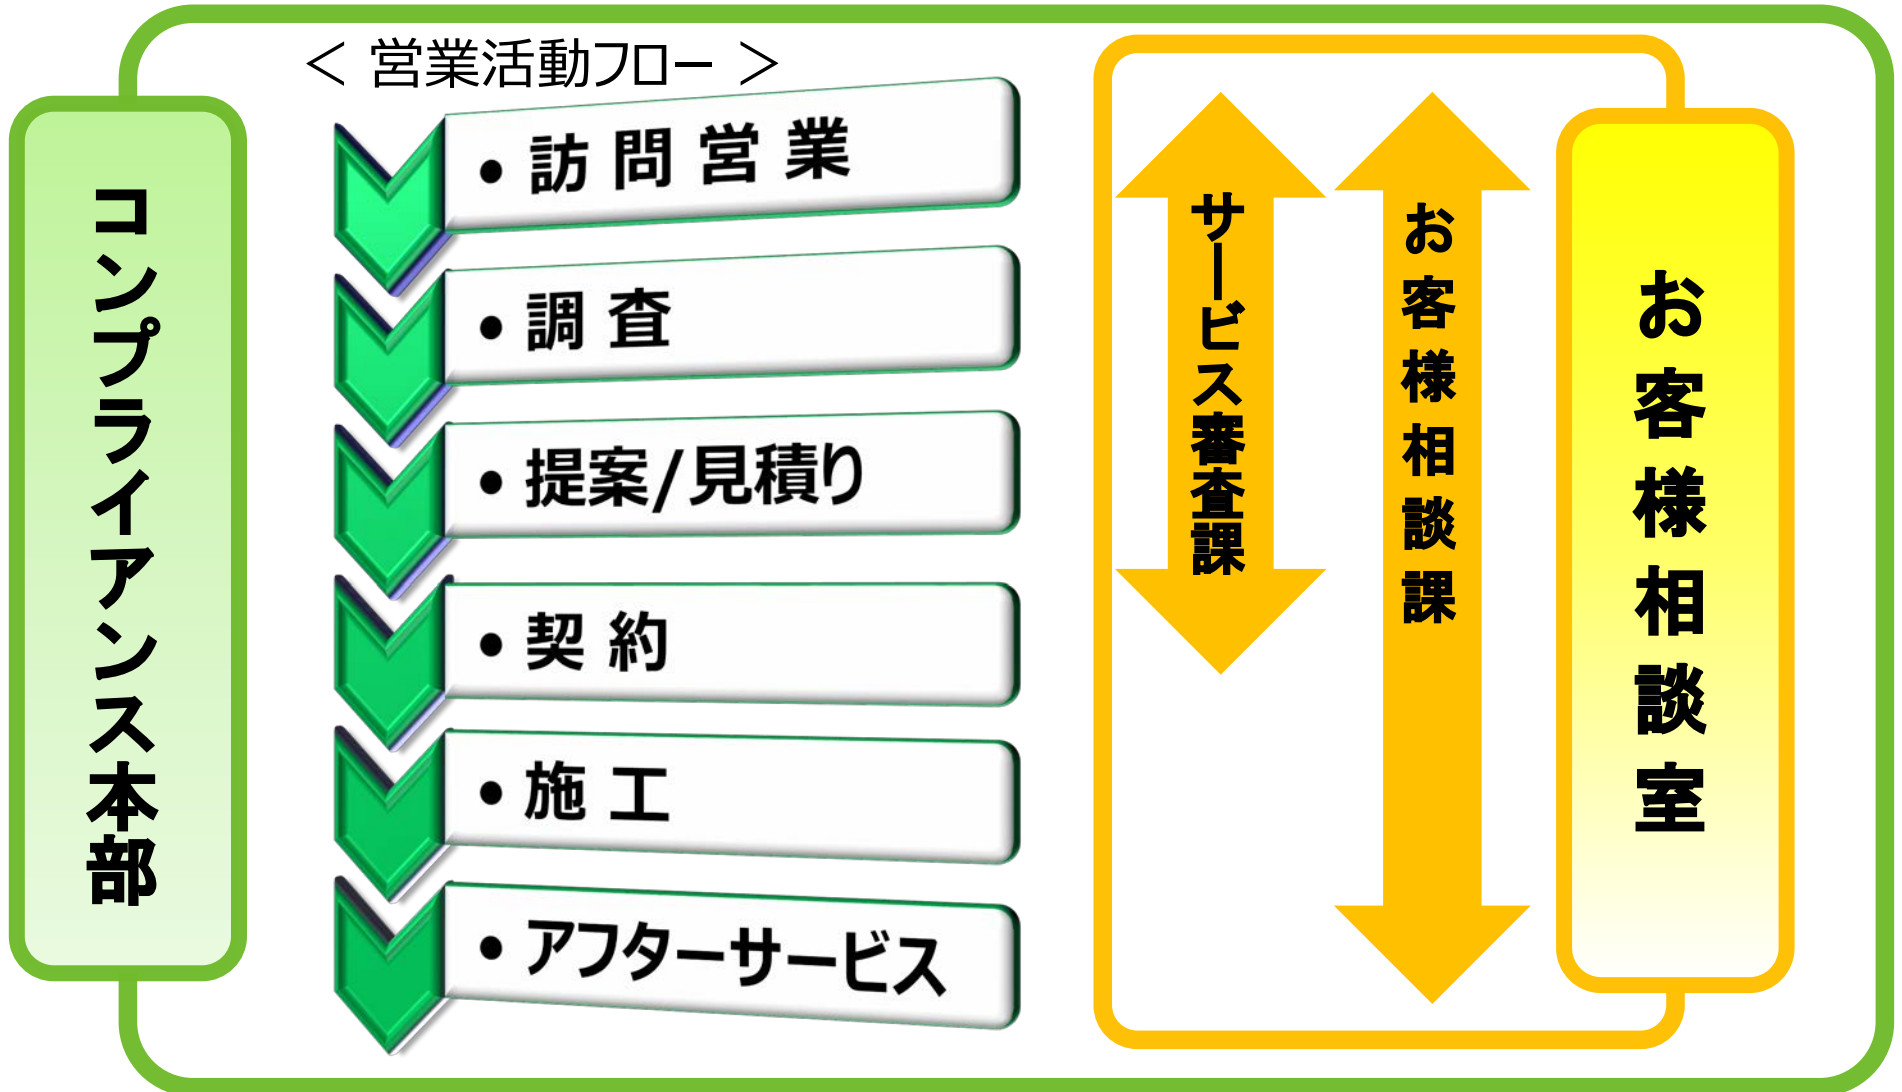 ＜ 営業活動フロー ＞
コンプライアンス本部
• 訪 問 営 業
• 調 査
• 提案/見積り
• 契 約
• 施 工
• アフターサービス
サービス審査課
お客様相談課
お客様相談室